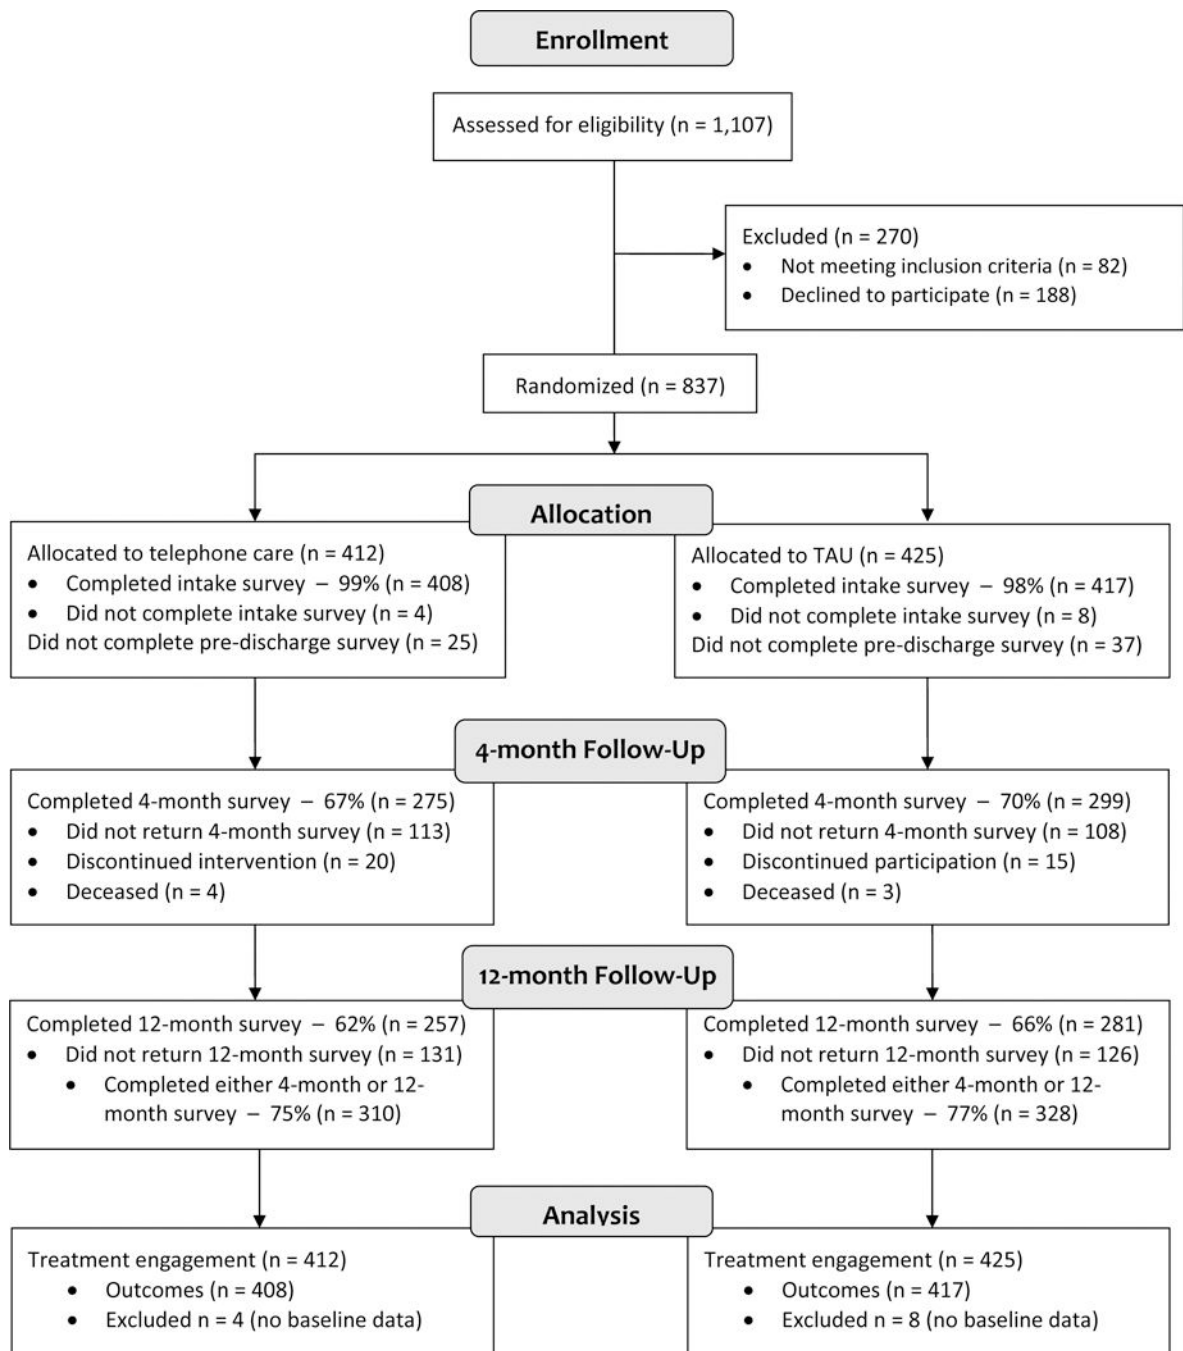 Enrollment
Assessed for eligibility (n = 1,107)
Excluded (n = 270)
• Not meeting inclusion criteria (n = 82)
• Declined to participate (n = 188)
Randomized (n = 837)
Allocation
Allocated to telephone care (n = 412)
• Completed intake survey – 99% (n = 408)
• Did not complete intake survey (n = 4)
Did not complete pre-discharge survey (n = 25)
Allocated to TAU (n = 425)
• Completed intake survey – 98% (n = 417)
• Did not complete intake survey (n = 8)
Did not complete pre-discharge survey (n = 37)
4-month Follow-Up
Completed 4-month survey – 67% (n = 275)
• Did not return 4-month survey (n = 113)
• Discontinued intervention (n = 20)
• Deceased (n = 4)
Completed 4-month survey – 70% (n = 299)
• Did not return 4-month survey (n = 108)
• Discontinued participation (n = 15)
• Deceased (n = 3)
12-month Follow-Up
Completed 12-month survey – 62% (n = 257)
• Did not return 12-month survey (n = 131)
• Completed either 4-month or 12-
month survey – 75% (n = 310)
Completed 12-month survey – 66% (n = 281)
• Did not return 12-month survey (n = 126)
• Completed either 4-month or 12-
month survey – 77% (n = 328)
Analysis
Treatment engagement (n = 412)
• Outcomes (n = 408)
• Excluded n = 4 (no baseline data)
Treatment engagement (n = 425)
• Outcomes (n = 417)
• Excluded n = 8 (no baseline data)